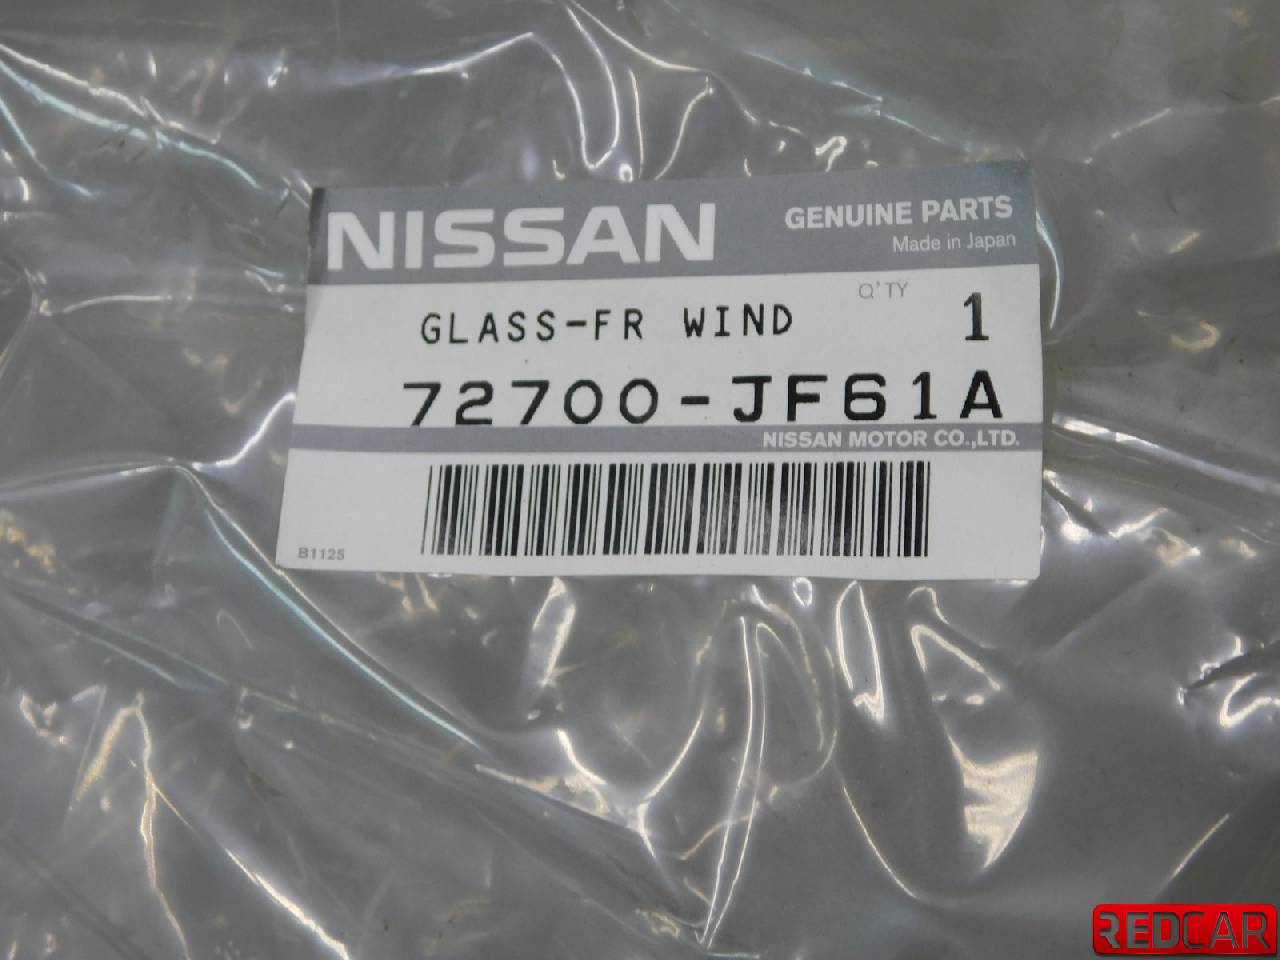 NISSAN
GENUINE PARTS
Made in Japan
Q'TY
GLASS-FR WIND 1
72700-JF61A
NISSAN MOTOR CO.,LTD.
B1125
REDCAR